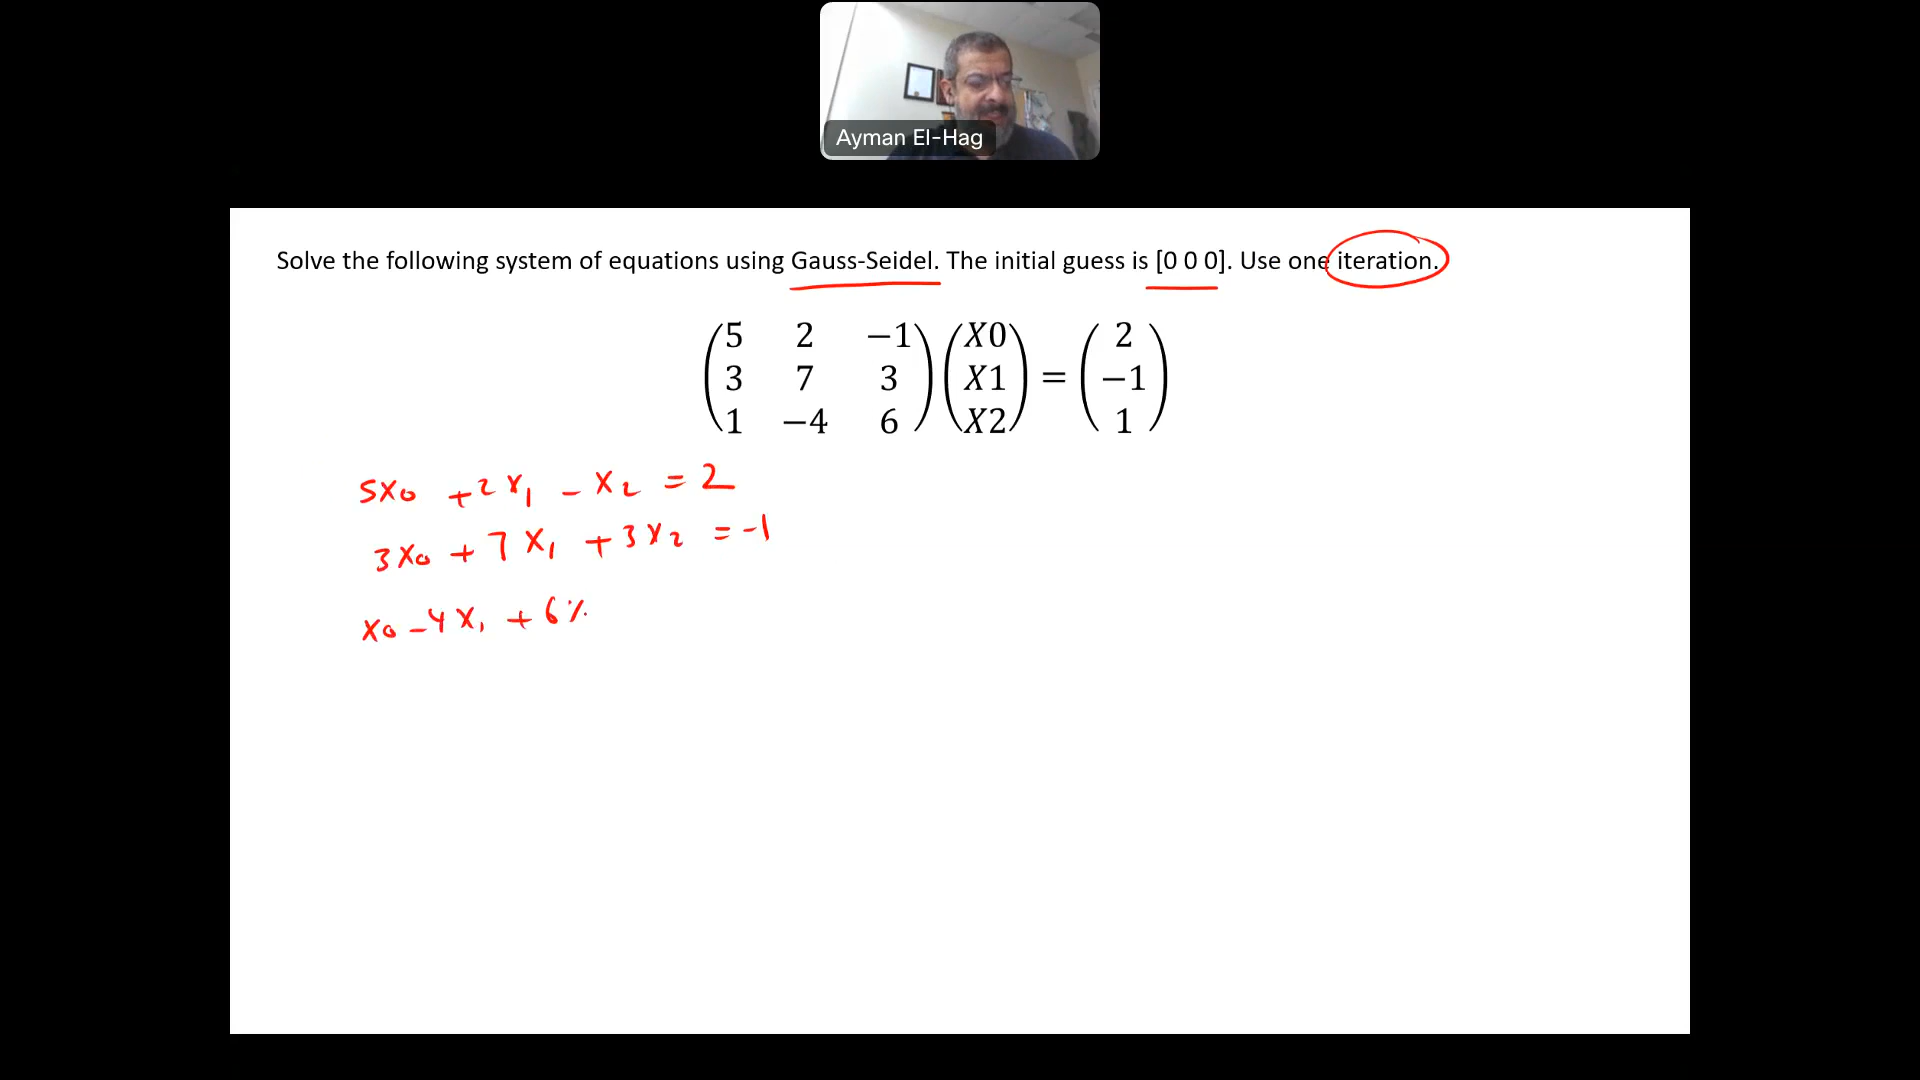 Ayman El-Hag
Solve the following system of equations using Gauss-Seidel. The initial guess is [0 0 0]. Use one iteration.
5 2 −1 X0 2
3 7 3 X1 = −1
1 −4 6 X2 1
5x₀ + 2x₁ - x₂ = 2
3x₀ + 7x₁ + 3x₂ = -1
x₀ - 4x₁ + 6